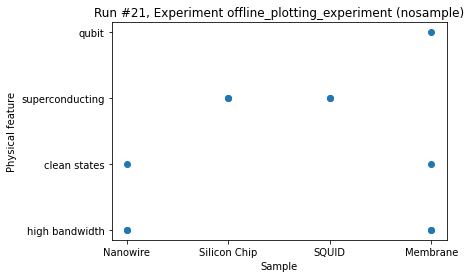 Run #21, Experiment offline_plotting_experiment (nosample)
qubit
superconducting
clean states
high bandwidth
Physical feature
Nanowire
Silicon Chip
SQUID
Membrane
Sample